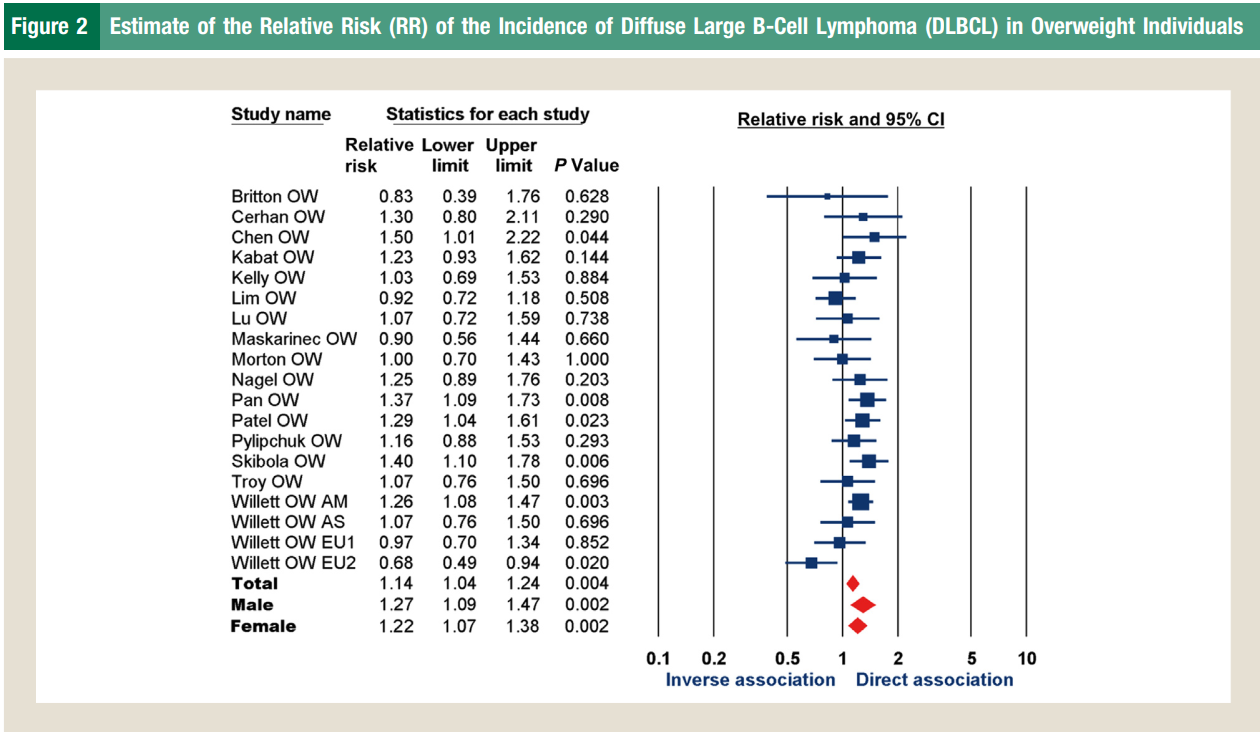 Figure 2 Estimate of the Relative Risk (RR) of the Incidence of Diffuse Large B-Cell Lymphoma (DLBCL) in Overweight Individuals
Study name Statistics for each study Relative risk and 95% CI
Relative Lower Upper
risk limit limit P Value
Britton OW 0.83 0.39 1.76 0.628
Cerhan OW 1.30 0.80 2.11 0.290
Chen OW 1.50 1.01 2.22 0.044
Kabat OW 1.23 0.93 1.62 0.144
Kelly OW 1.03 0.69 1.53 0.884
Lim OW 0.92 0.72 1.18 0.508
Lu OW 1.07 0.72 1.59 0.738
Maskarinec OW 0.90 0.56 1.44 0.660
Morton OW 1.00 0.70 1.43 1.000
Nagel OW 1.25 0.89 1.76 0.203
Pan OW 1.37 1.09 1.73 0.008
Patel OW 1.29 1.04 1.61 0.023
Pylipchuk OW 1.16 0.88 1.53 0.293
Skibola OW 1.40 1.10 1.78 0.006
Troy OW 1.07 0.76 1.50 0.696
Willett OW AM 1.26 1.08 1.47 0.003
Willett OW AS 1.07 0.76 1.50 0.696
Willett OW EU1 0.97 0.70 1.34 0.852
Willett OW EU2 0.68 0.49 0.94 0.020
Total 1.14 1.04 1.24 0.004
Male 1.27 1.09 1.47 0.002
Female 1.22 1.07 1.38 0.002
0.1 0.2 0.5 1 2 5 10
Inverse association Direct association